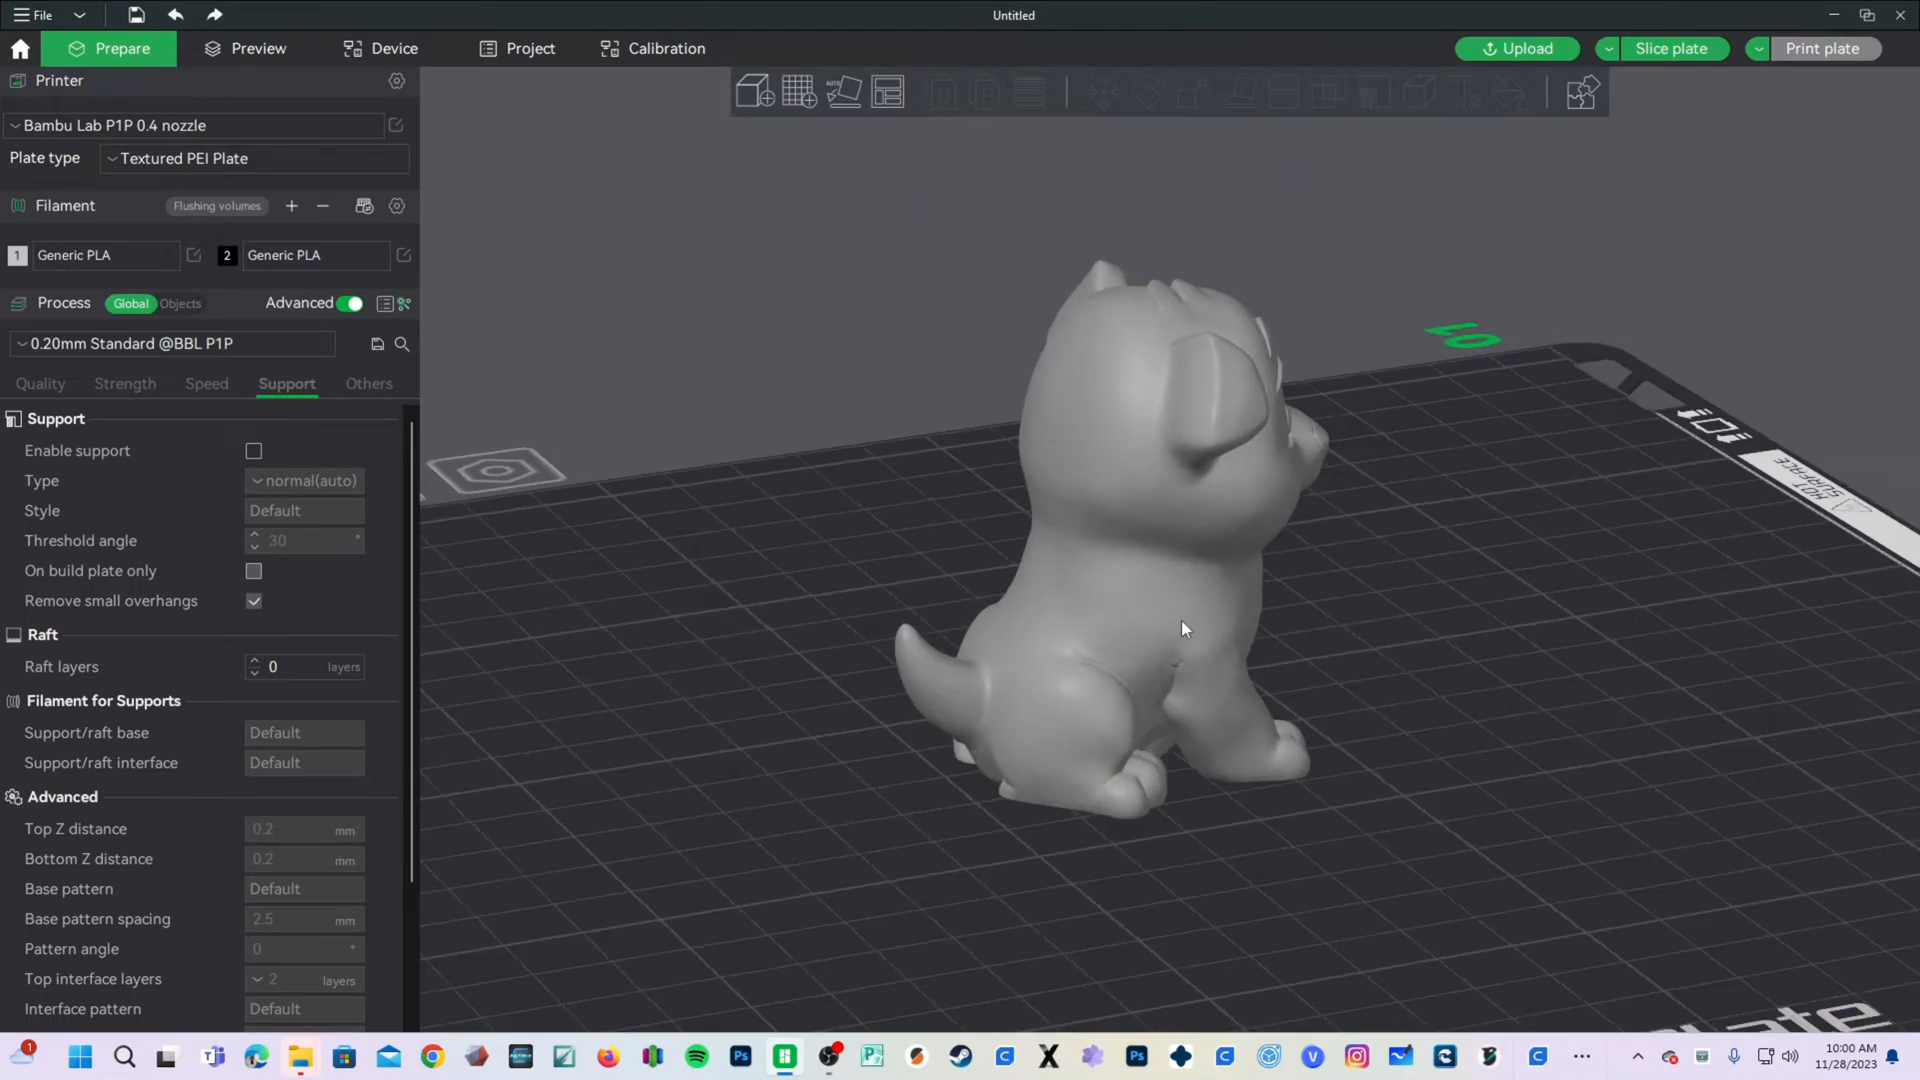 File
Untitled
Prepare Preview Device Project Calibration Upload Slice plate Print plate
Printer
Bambu Lab P1P 0.4 nozzle
Plate type Textured PEI Plate
Filament Flushing volumes + −
1 Generic PLA 2 Generic PLA
Process Global Objects Advanced
0.20mm Standard @BBL P1P
Quality Strength Speed Support Others
Support
Enable support
Type normal(auto)
Style Default
Threshold angle 30 °
On build plate only
Remove small overhangs
Raft
Raft layers 0 layers
Filament for Supports
Support/raft base Default
Support/raft interface Default
Advanced
Top Z distance 0.2 mm
Bottom Z distance 0.2 mm
Base pattern Default
Base pattern spacing 2.5 mm
Pattern angle 0 °
Top interface layers 2 layers
Interface pattern Default
AUTO
01
HOT
SURFACE
10:00 AM
11/28/2023